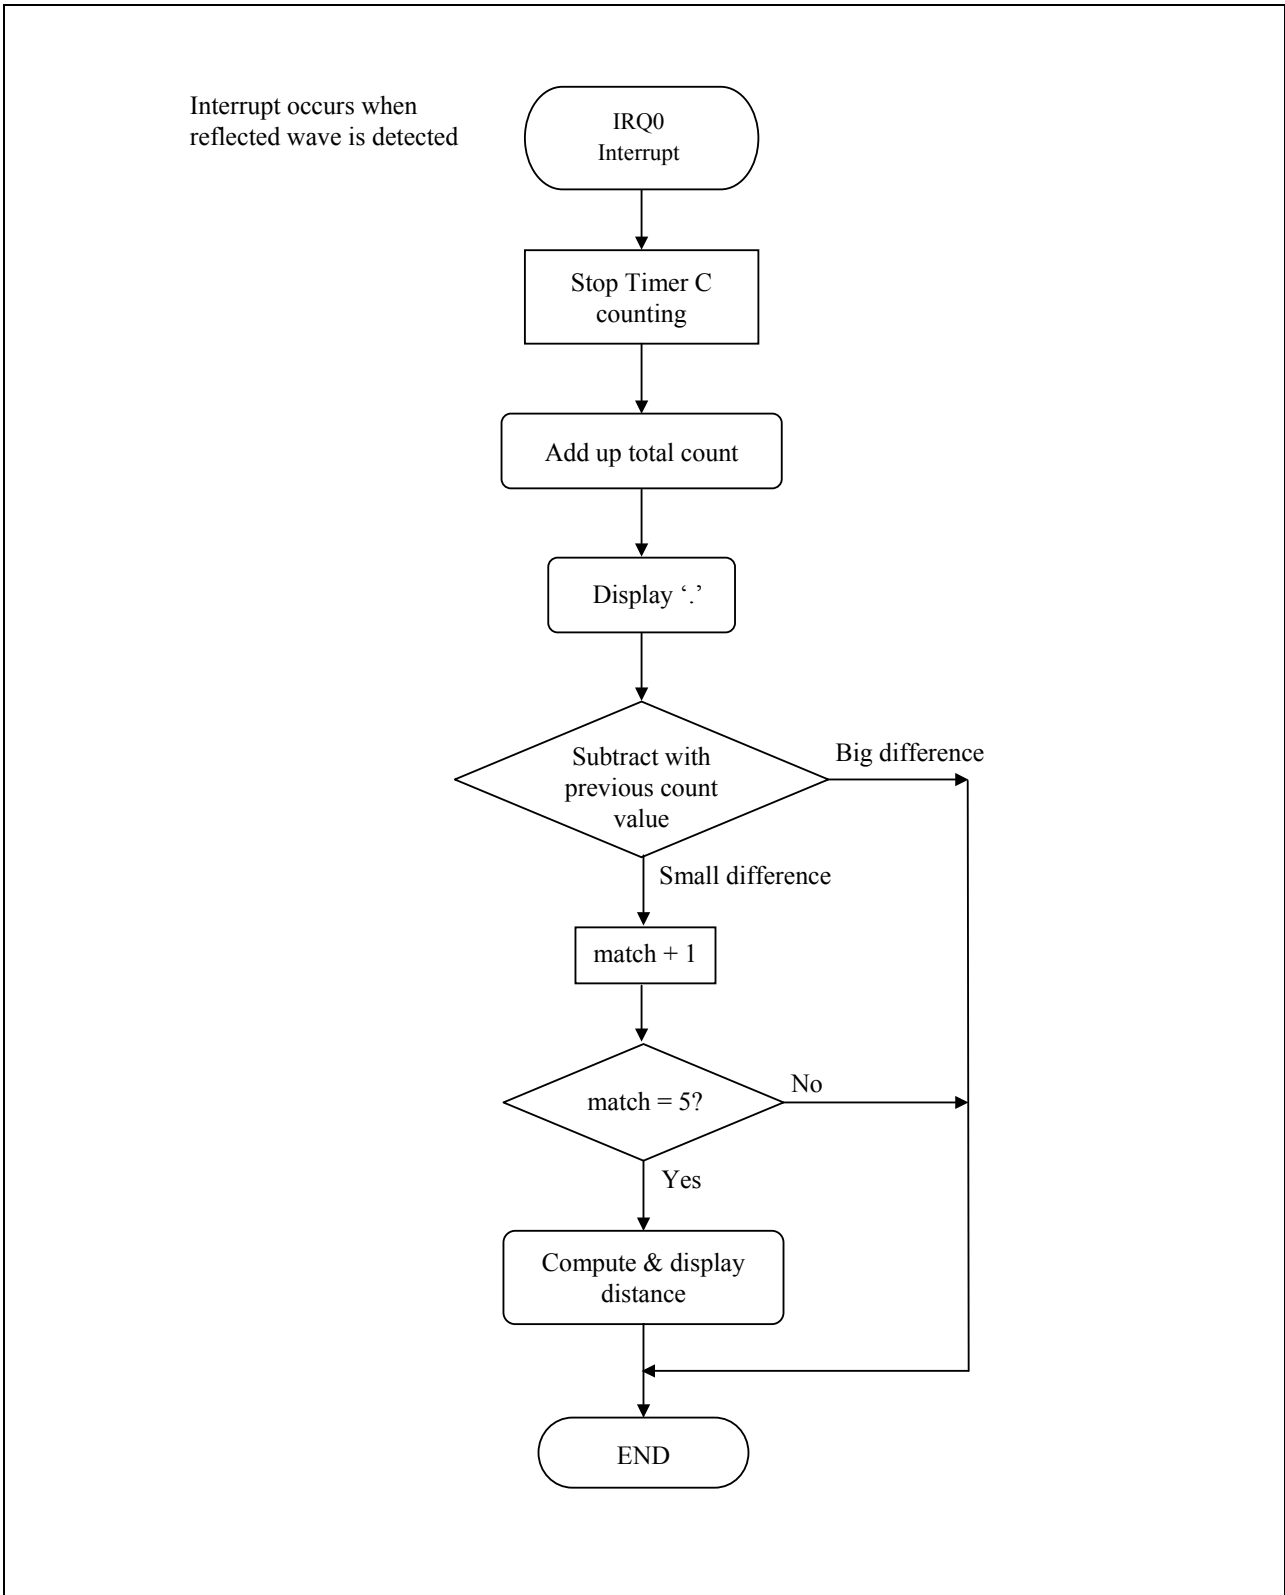 Interrupt occurs when
reflected wave is detected
IRQ0
Interrupt
Stop Timer C
counting
Add up total count
Display ‘.’
Subtract with
previous count
value
Big difference
Small difference
match + 1
match = 5?
No
Yes
Compute & display
distance
END